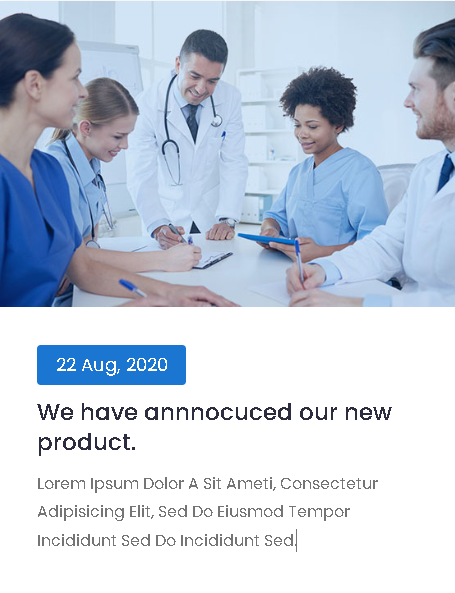 22 Aug, 2020
We have annnocuced our new
product.
Lorem Ipsum Dolor A Sit Ameti, Consectetur
Adipisicing Elit, Sed Do Eiusmod Tempor
Incididunt Sed Do Incididunt Sed.